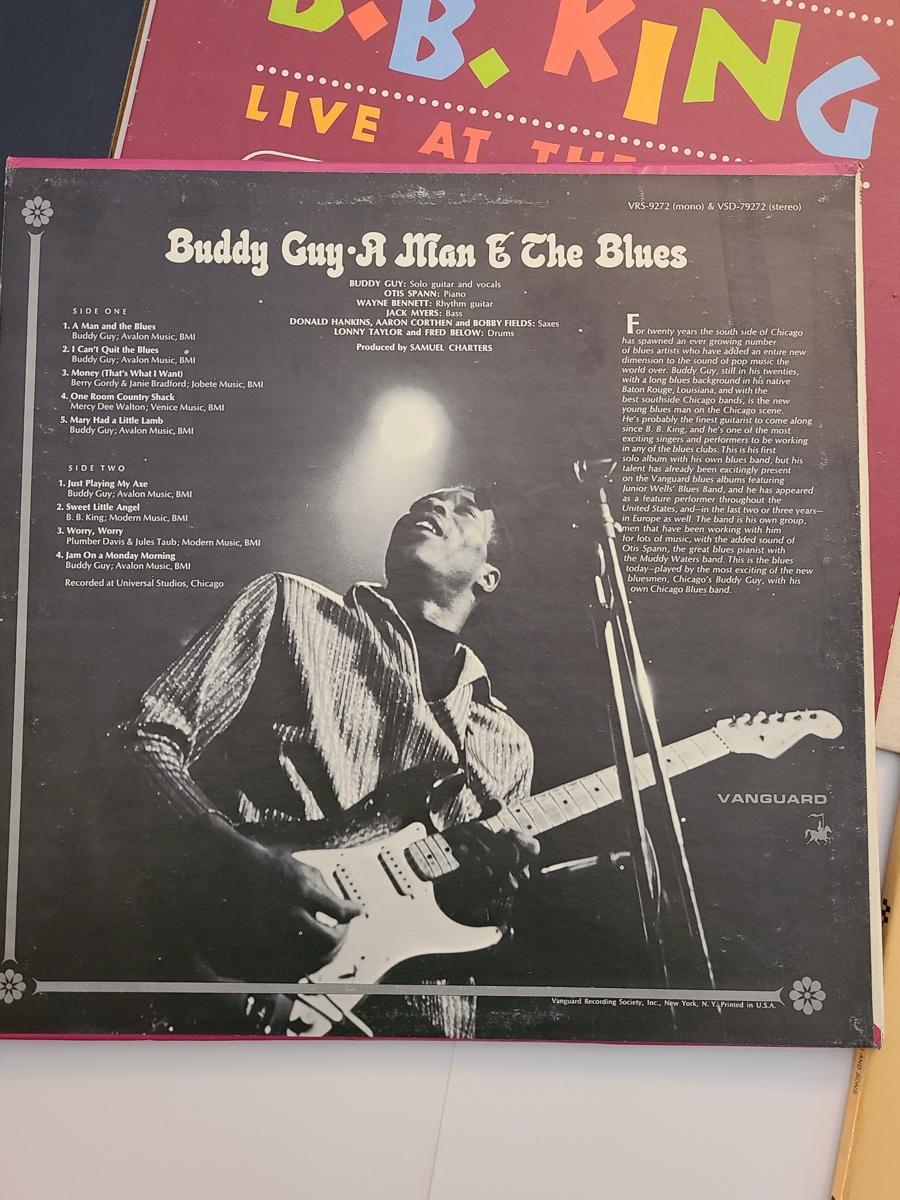 B.B. KING
LIVE AT THE
VRS-9272 (mono) & VSD-79272 (stereo)
Buddy Guy·A Man & The Blues
BUDDY GUY: Solo guitar and vocals
OTIS SPANN: Piano
WAYNE BENNETT: Rhythm guitar
JACK MYERS: Bass
DONALD HANKINS, AARON CORTHEN and BOBBY FIELDS: Saxes
LONNY TAYLOR and FRED BELOW: Drums
Produced by SAMUEL CHARTERS
SIDE ONE
1. A Man and the Blues
Buddy Guy; Avalon Music, BMI
2. I Can't Quit the Blues
Buddy Guy; Avalon Music, BMI
3. Money (That's What I Want)
Berry Gordy & Janie Bradford; Jobete Music, BMI
4. One Room Country Shack
Mercy Dee Walton; Venice Music, BMI
5. Mary Had a Little Lamb
Buddy Guy; Avalon Music, BMI
SIDE TWO
1. Just Playing My Axe
Buddy Guy; Avalon Music, BMI
2. Sweet Little Angel
B. B. King; Modern Music, BMI
3. Worry, Worry
Plumber Davis & Jules Taub; Modern Music, BMI
4. Jam On a Monday Morning
Buddy Guy; Avalon Music, BMI
Recorded at Universal Studios, Chicago
For twenty years the south side of Chicago
has spawned an ever growing number
of blues artists who have added an entire new
dimension to the sound of pop music the
world over. Buddy Guy, still in his twenties,
with a long blues background in his native
Baton Rouge, Louisiana, and with the
best southside Chicago bands, is the new
young blues man on the Chicago scene.
He's probably the finest guitarist to come along
since B. B. King, and he's one of the most
exciting singers and performers to be working
in any of the blues clubs. This is his first
solo album with his own blues band, but his
talent has already been excitingly present
on the Vanguard blues albums featuring
Junior Wells' Blues Band, and he has appeared
as a feature performer throughout the
United States, and—in the last two or three years—
in Europe as well. The band is his own group,
men that have been working with him
for lots of music, with the added sound of
Otis Spann, the great blues pianist with
the Muddy Waters band. This is the blues
today—played by the most exciting of the new
bluesmen, Chicago's Buddy Guy, with his
own Chicago Blues band.
VANGUARD
Vanguard Recording Society, Inc., New York, N. Y. Printed in U.S.A.
AND SONS